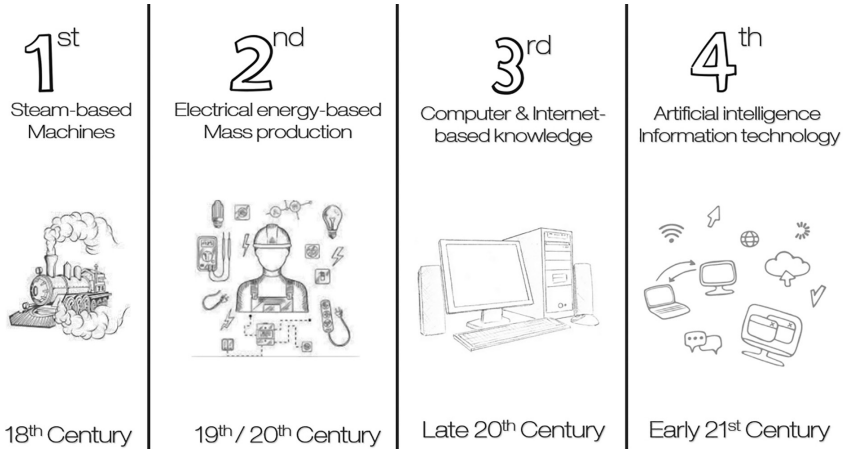 1st
Steam-based
Machines
18th Century
2nd
Electrical energy-based
Mass production
19th / 20th Century
3rd
Computer & Internet-
based knowledge
Late 20th Century
4th
Artificial intelligence
Information technology
Early 21st Century